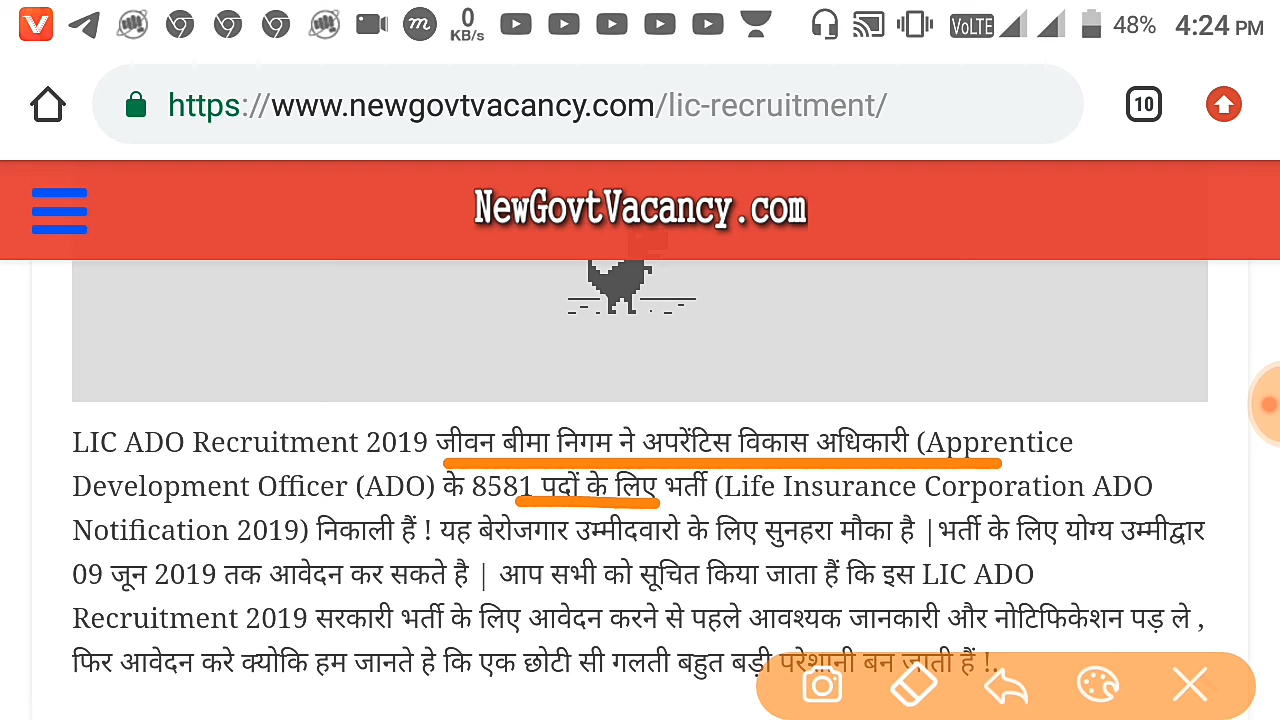 0
KB/s
VoLTE
48%
4:24 PM
https://www.newgovtvacancy.com/lic-recruitment/
10
NewGovtVacancy.com
LIC ADO Recruitment 2019 जीवन बीमा निगम ने अपरेंटिस विकास अधिकारी (Apprentice
Development Officer (ADO) के 8581 पदों के लिए भर्ती (Life Insurance Corporation ADO
Notification 2019) निकाली हैं ! यह बेरोजगार उम्मीदवारो के लिए सुनहरा मौका है |भर्ती के लिए योग्य उम्मीद्वार
09 जून 2019 तक आवेदन कर सकते है | आप सभी को सूचित किया जाता हैं कि इस LIC ADO
Recruitment 2019 सरकारी भर्ती के लिए आवेदन करने से पहले आवश्यक जानकारी और नोटिफिकेशन पड़ ले ,
फिर आवेदन करे क्योकि हम जानते हे कि एक छोटी सी गलती बहुत बड़ी परेशानी बन जाती हैं !.